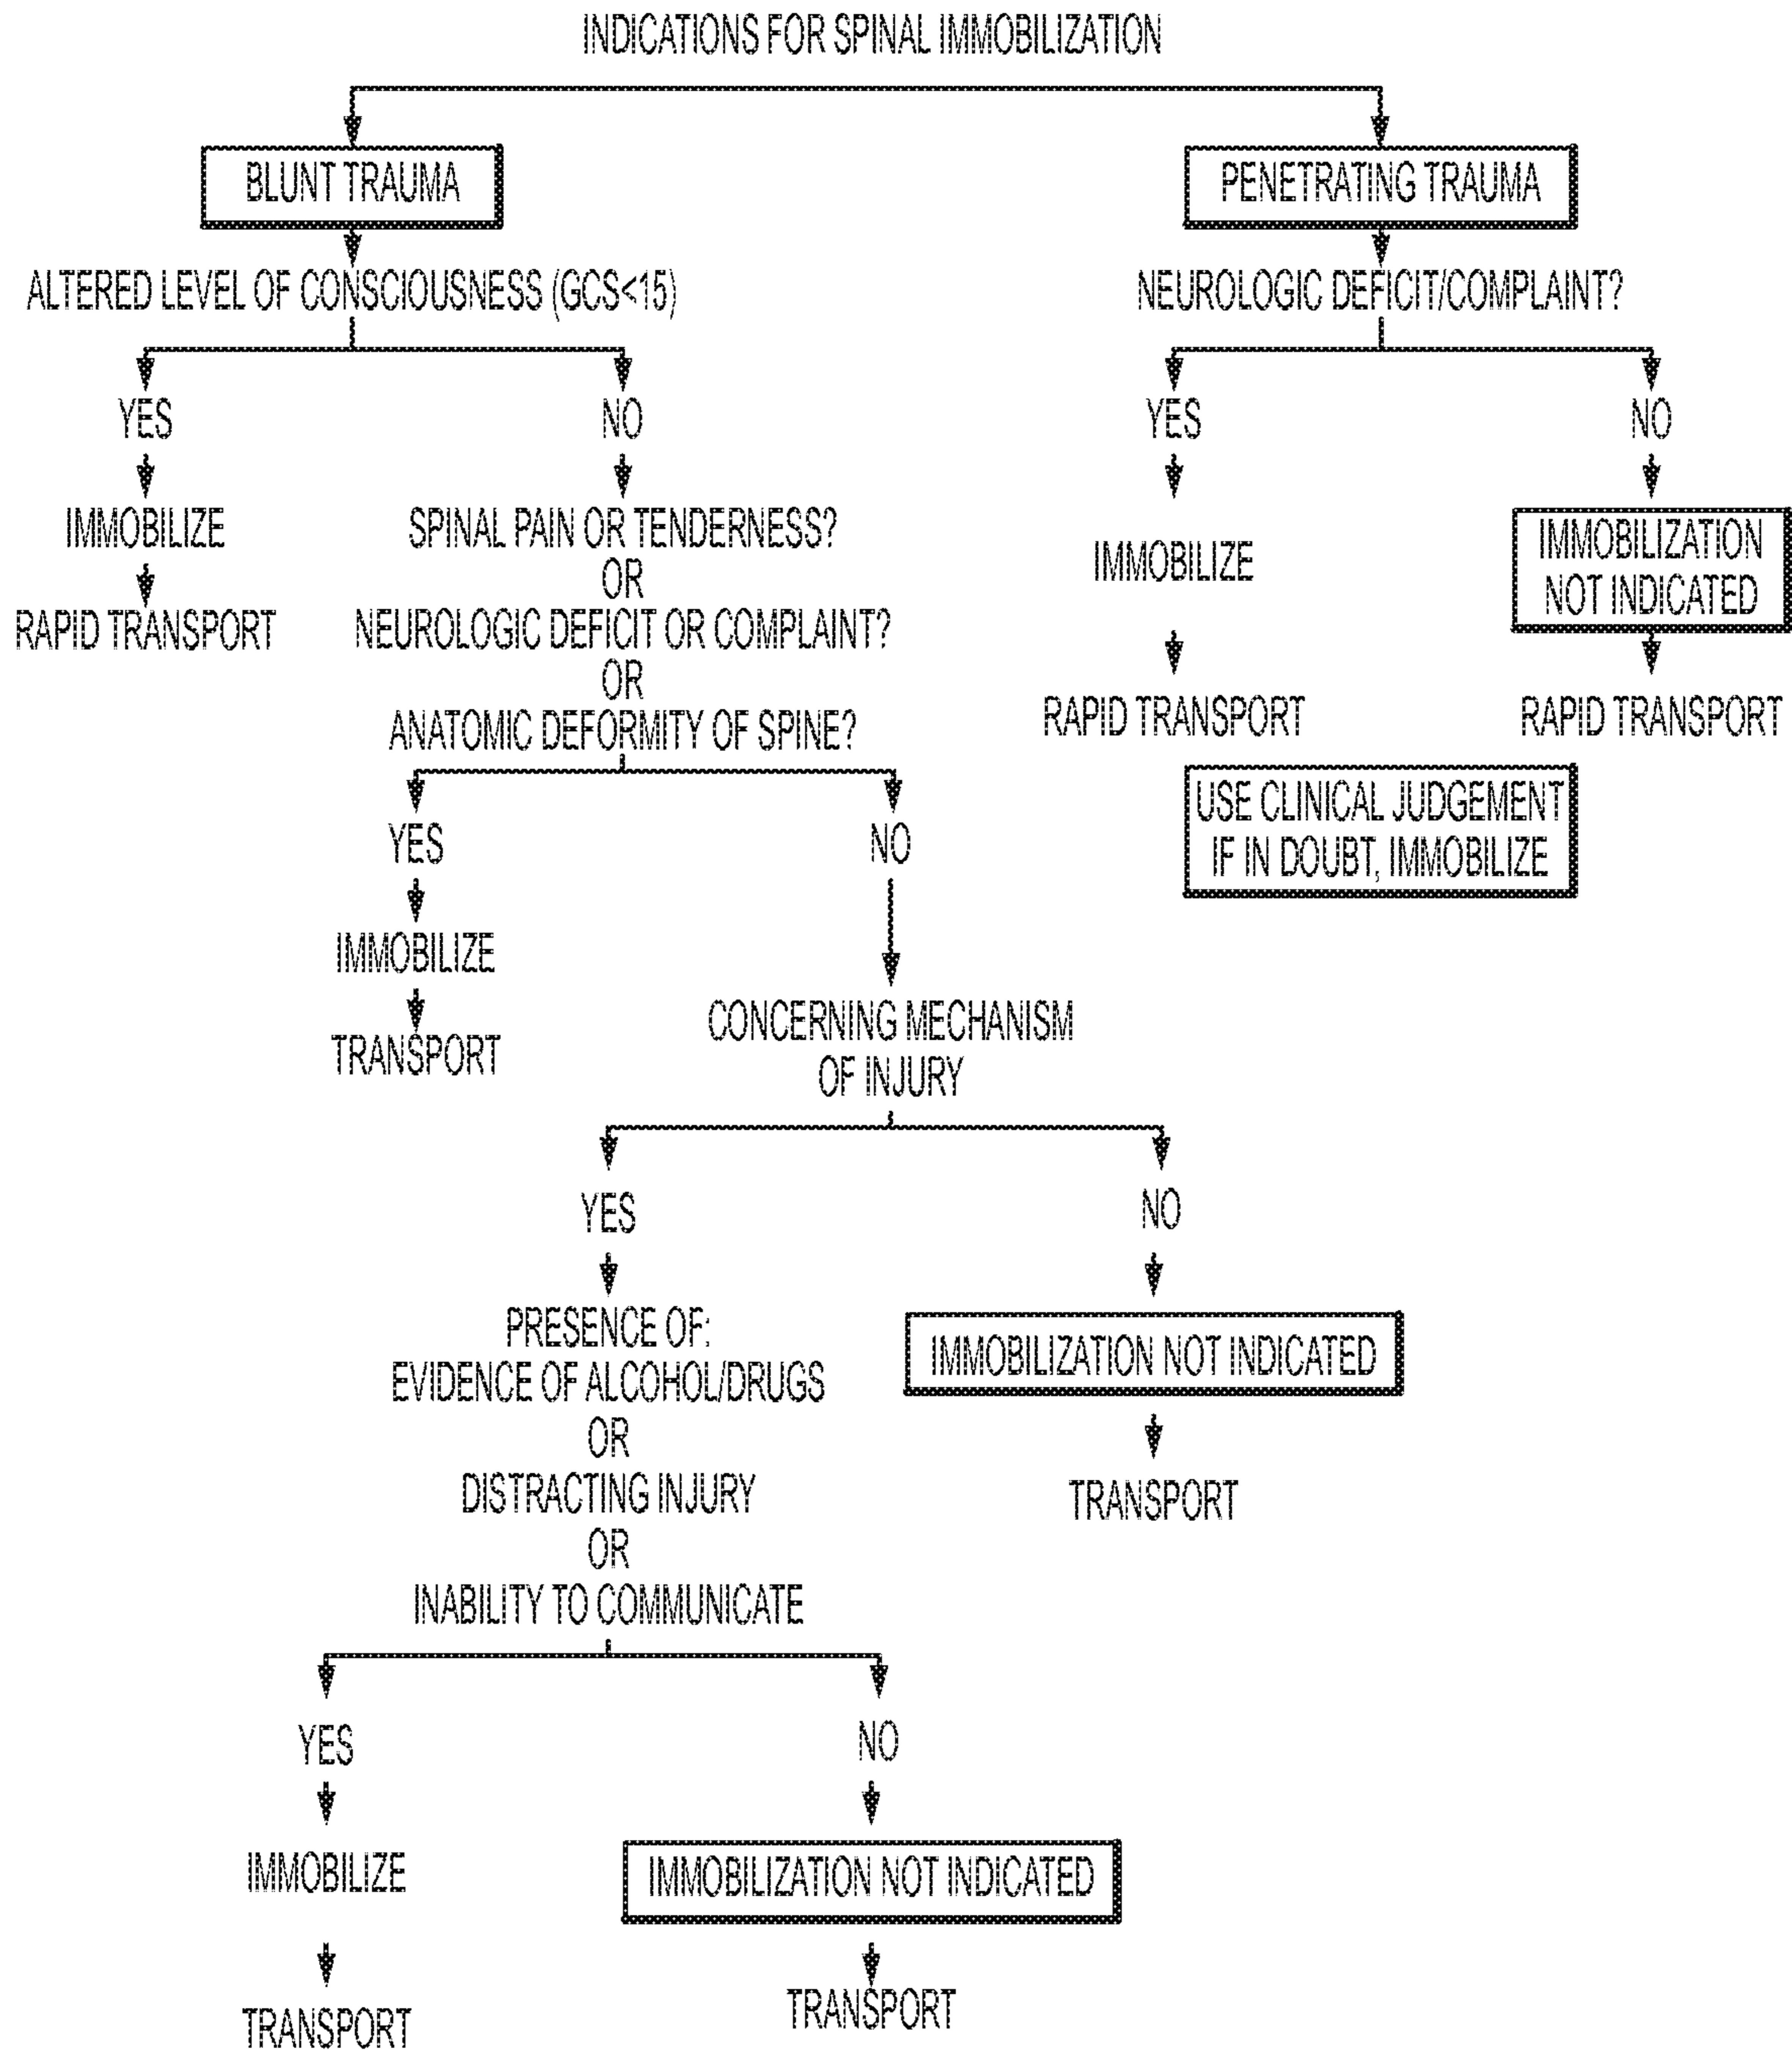 INDICATIONS FOR SPINAL IMMOBILIZATION
BLUNT TRAUMA
ALTERED LEVEL OF CONSCIOUSNESS (GCS<15)
YES
NO
IMMOBILIZE
RAPID TRANSPORT
SPINAL PAIN OR TENDERNESS?
OR
NEUROLOGIC DEFICIT OR COMPLAINT?
OR
ANATOMIC DEFORMITY OF SPINE?
YES
NO
IMMOBILIZE
TRANSPORT
CONCERNING MECHANISM
OF INJURY
YES
NO
PRESENCE OF:
EVIDENCE OF ALCOHOL/DRUGS
OR
DISTRACTING INJURY
OR
INABILITY TO COMMUNICATE
IMMOBILIZATION NOT INDICATED
TRANSPORT
YES
NO
IMMOBILIZE
TRANSPORT
IMMOBILIZATION NOT INDICATED
TRANSPORT
PENETRATING TRAUMA
NEUROLOGIC DEFICIT/COMPLAINT?
YES
NO
IMMOBILIZE
RAPID TRANSPORT
IMMOBILIZATION
NOT INDICATED
RAPID TRANSPORT
USE CLINICAL JUDGEMENT
IF IN DOUBT, IMMOBILIZE